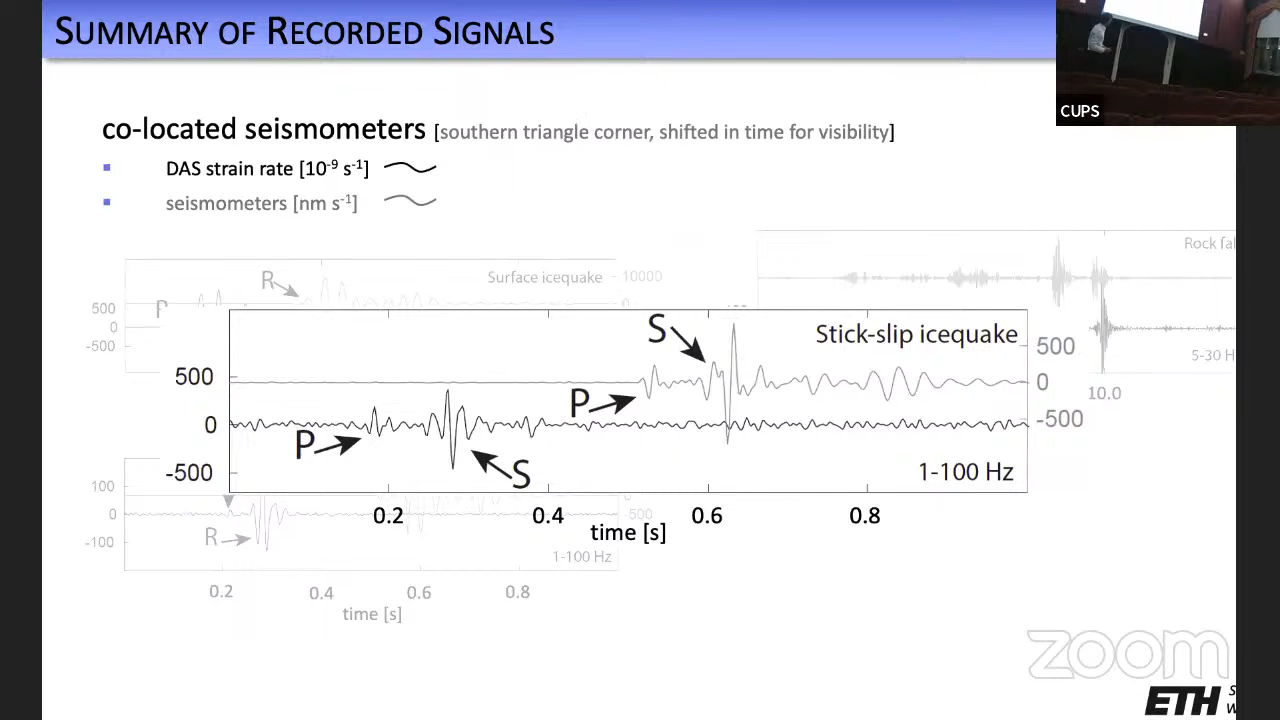 SUMMARY OF RECORDED SIGNALS
CUPS
co-located seismometers [southern triangle corner, shifted in time for visibility]
▪ DAS strain rate [10⁻⁹ s⁻¹]
▪ seismometers [nm s⁻¹]
Rock fal
R Surface icequake 10000
P
500
0
-500
S Stick-slip icequake 500
5-30 H
500 0
P 10.0
0 -500
P
S
-500 1-100 Hz
100
0 500
-100 R
1-100 Hz
0.2 0.4 0.6 0.8
time [s]
0.2 0.4 0.6 0.8
time [s]
zoom
ETH